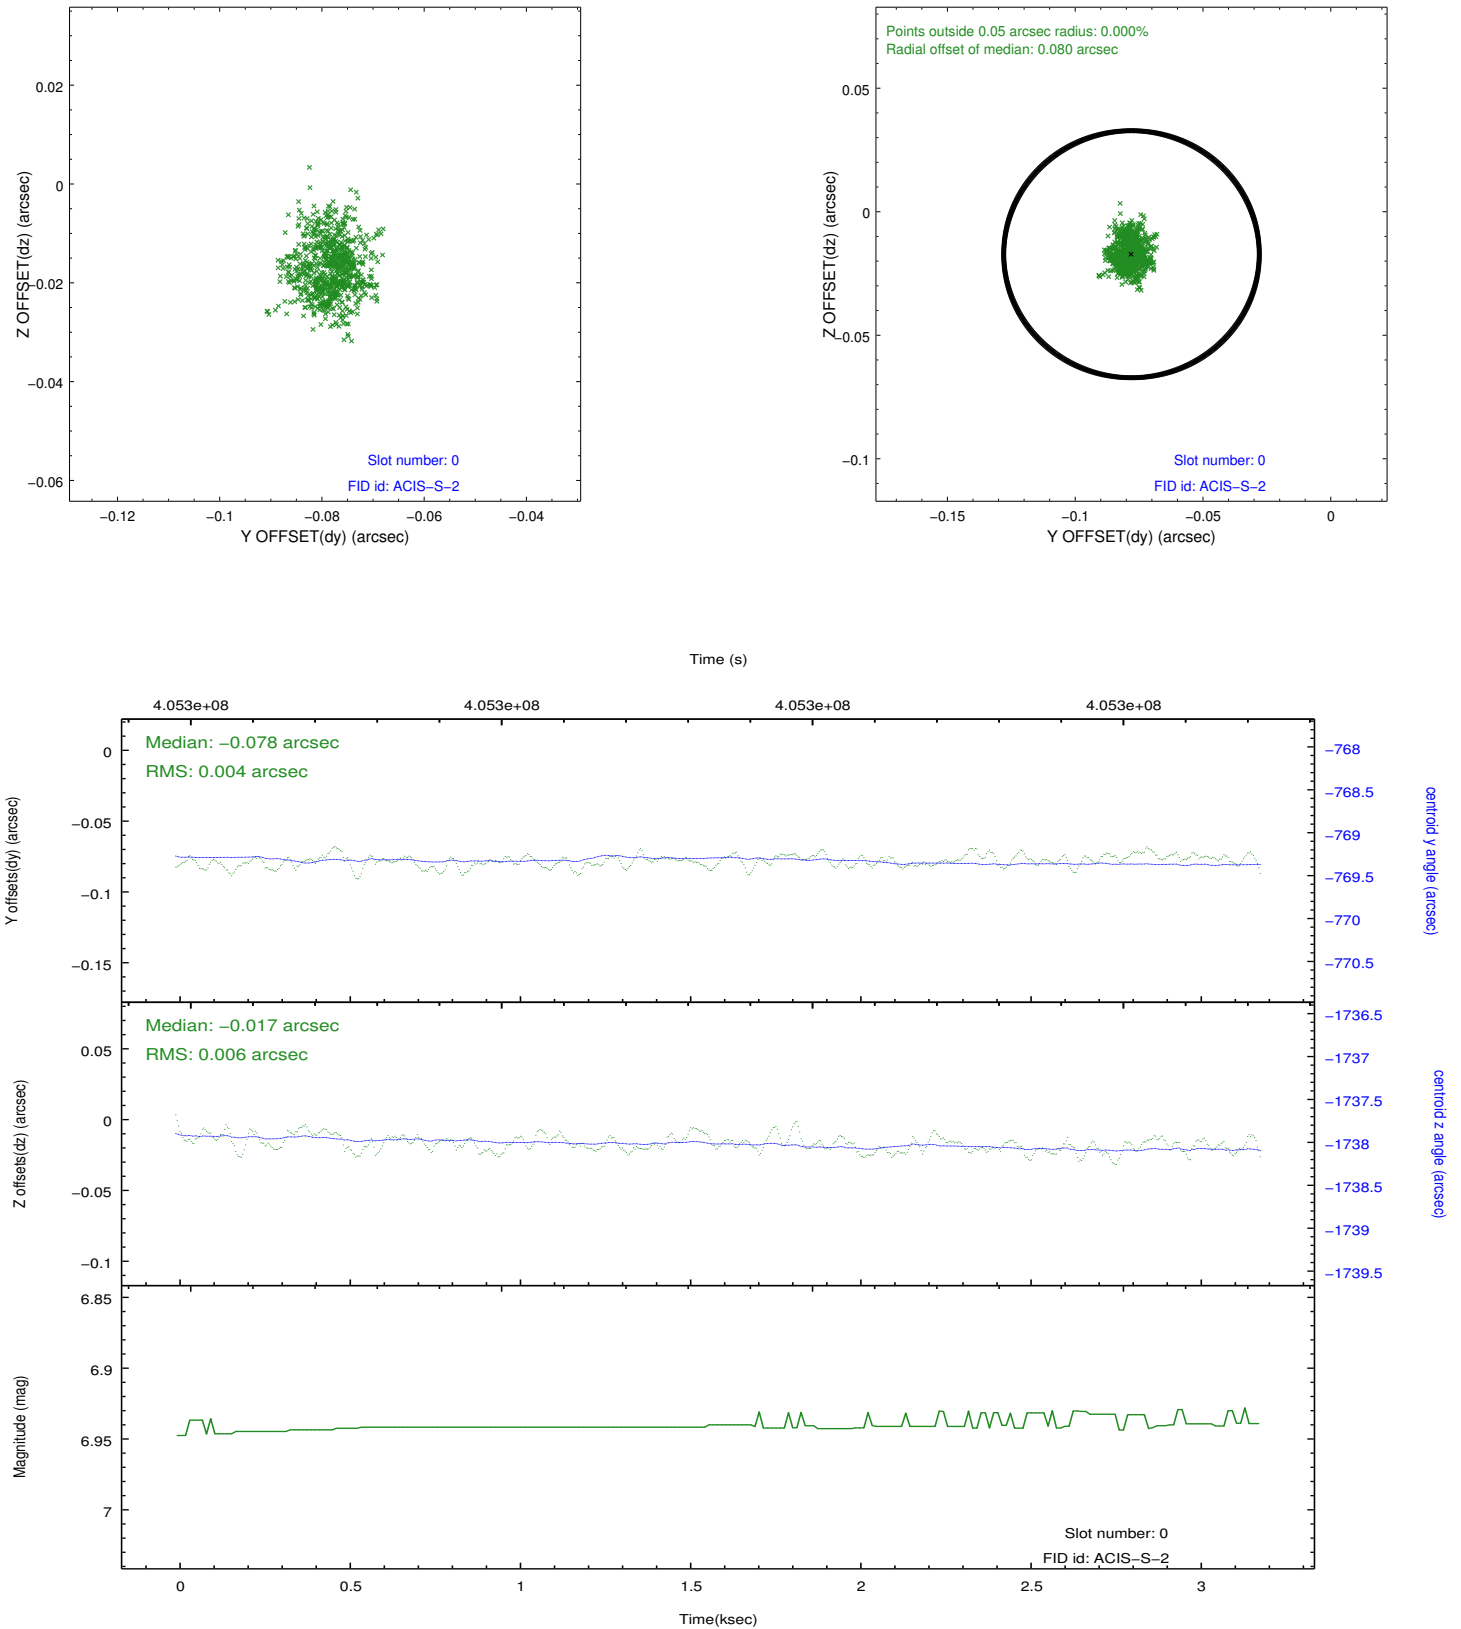 0.02
0
−0.02
−0.04
−0.06
Z OFFSET(dz) (arcsec)
Slot number: 0
FID id: ACIS−S−2
−0.12
−0.1
−0.08
−0.06
−0.04
Y OFFSET(dy) (arcsec)
Points outside 0.05 arcsec radius: 0.000%
Radial offset of median: 0.080 arcsec
0.05
0
−0.05
−0.1
Z OFFSET(dz) (arcsec)
Slot number: 0
FID id: ACIS−S−2
−0.15
−0.1
−0.05
0
Y OFFSET(dy) (arcsec)
Time (s)
4.053e+08
4.053e+08
4.053e+08
4.053e+08
Median: −0.078 arcsec
RMS: 0.004 arcsec
0
−0.05
−0.1
−0.15
Y offsets(dy) (arcsec)
−768
−768.5
−769
−769.5
−770
−770.5
centroid y angle (arcsec)
Median: −0.017 arcsec
RMS: 0.006 arcsec
0.05
0
−0.05
−0.1
Z offsets(dz) (arcsec)
−1736.5
−1737
−1737.5
−1738
−1738.5
−1739
−1739.5
centroid z angle (arcsec)
6.85
6.9
6.95
7
Magnitude (mag)
Slot number: 0
FID id: ACIS−S−2
0
0.5
1
1.5
2
2.5
3
Time(ksec)